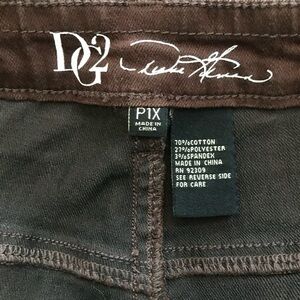 DG2
P1X
MADE IN
CHINA
70%COTTON
27%POLYESTER
3%SPANDEX
MADE IN CHINA
RN 92309
SEE REVERSE SIDE
FOR CARE